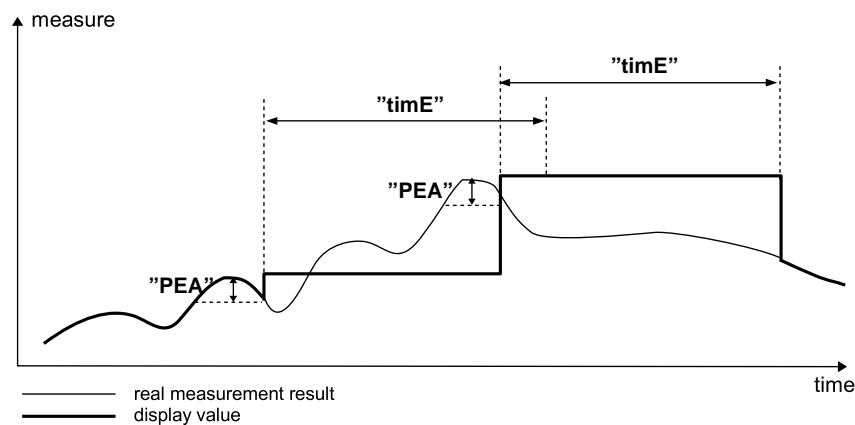 measure
”timE”
”timE”
”PEA”
”PEA”
time
real measurement result
display value